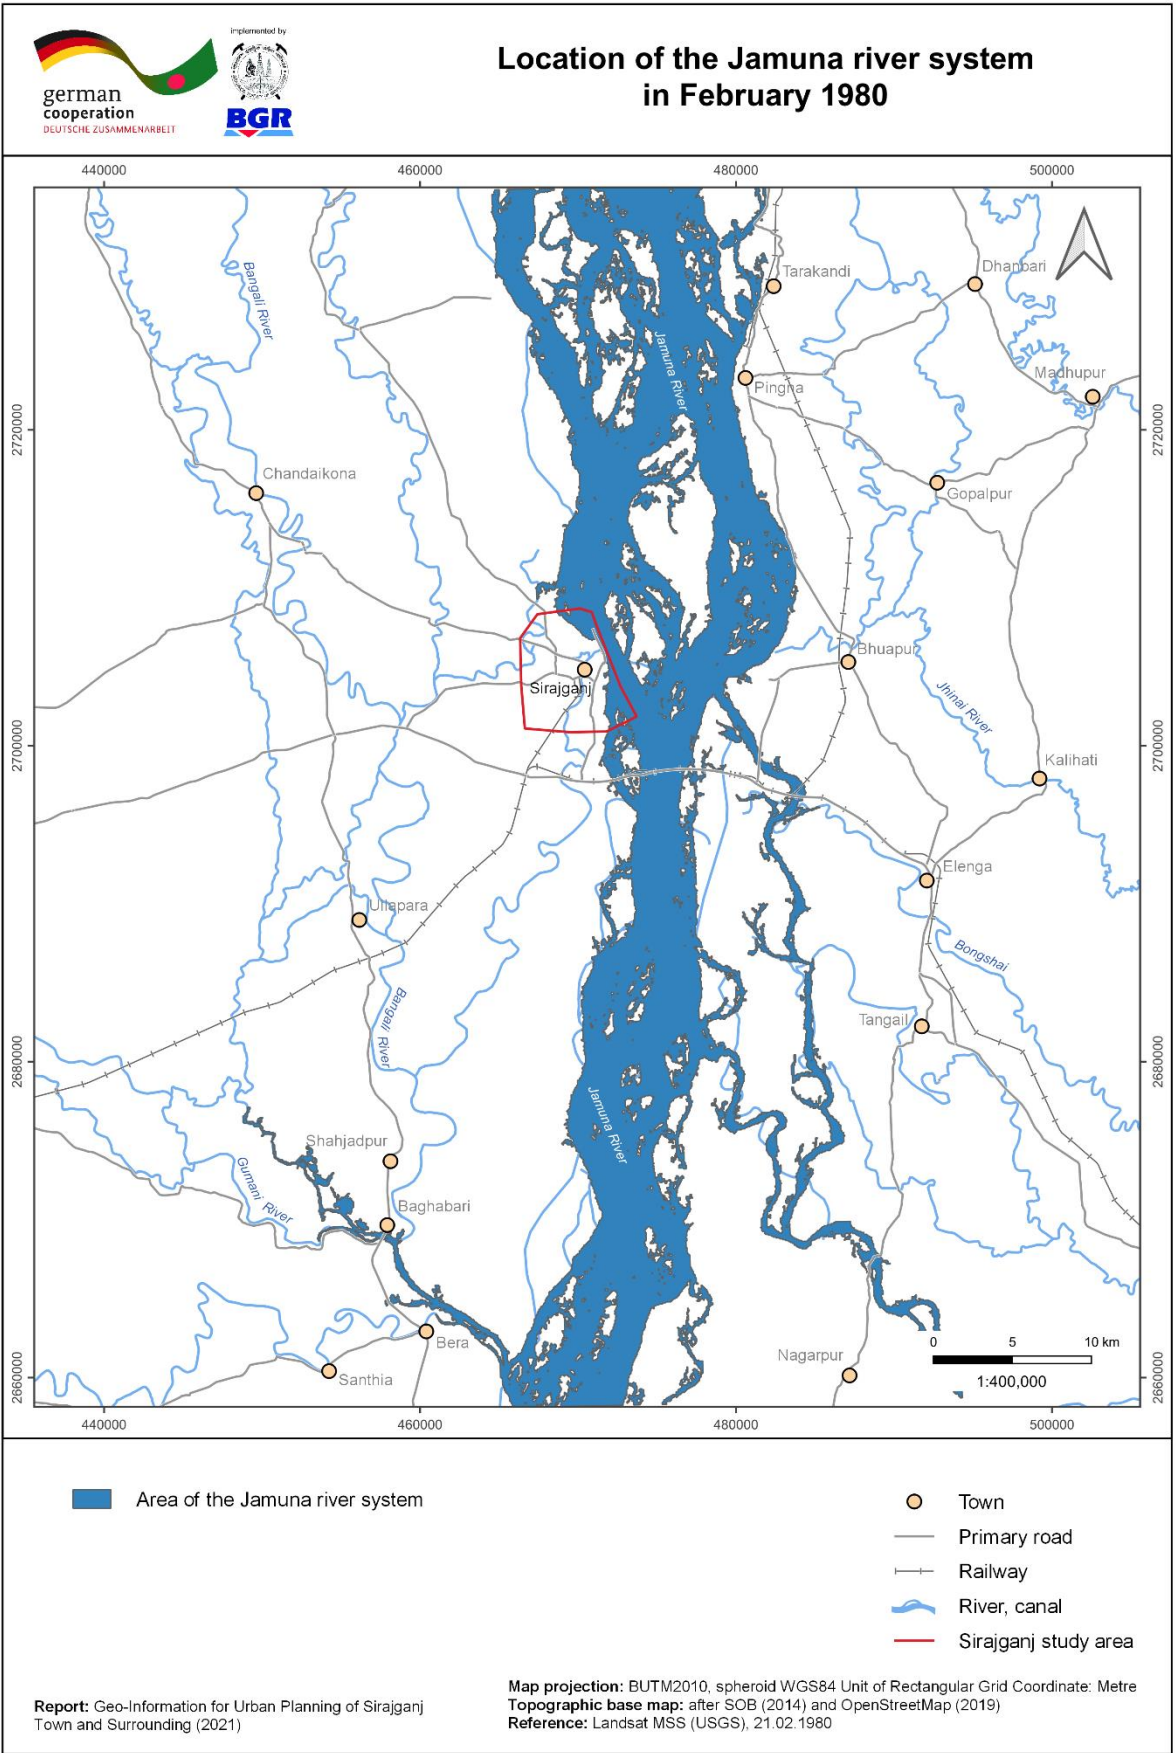 implemented by
german
cooperation
DEUTSCHE ZUSAMMENARBEIT
BGR
Location of the Jamuna river system
in February 1980
440000
460000
480000
500000
Bangali River
Tarakandi
Dhanbari
Jamuna River
Madhupur
Pingna
2720000
2720000
Chandaikona
Gopalpur
Bhuapur
Sirajganj
Jhinai River
2700000
2700000
Kalihati
Elenga
Ullapara
Bongshai
Bangali River
Tangail
2680000
2680000
Jamuna River
Shahjadpur
Gumani River
Baghabari
Bera
Nagarpur
Santhia
0 5 10 km
1:400,000
2660000
2660000
440000
460000
480000
500000
Area of the Jamuna river system
Town
Primary road
Railway
River, canal
Sirajganj study area
Report: Geo-Information for Urban Planning of Sirajganj
Town and Surrounding (2021)
Map projection: BUTM2010, spheroid WGS84 Unit of Rectangular Grid Coordinate: Metre
Topographic base map: after SOB (2014) and OpenStreetMap (2019)
Reference: Landsat MSS (USGS), 21.02.1980